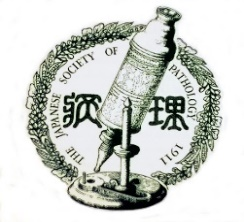 THE JAPANESE SOCIETY OF PATHOLOGY 1911
病理